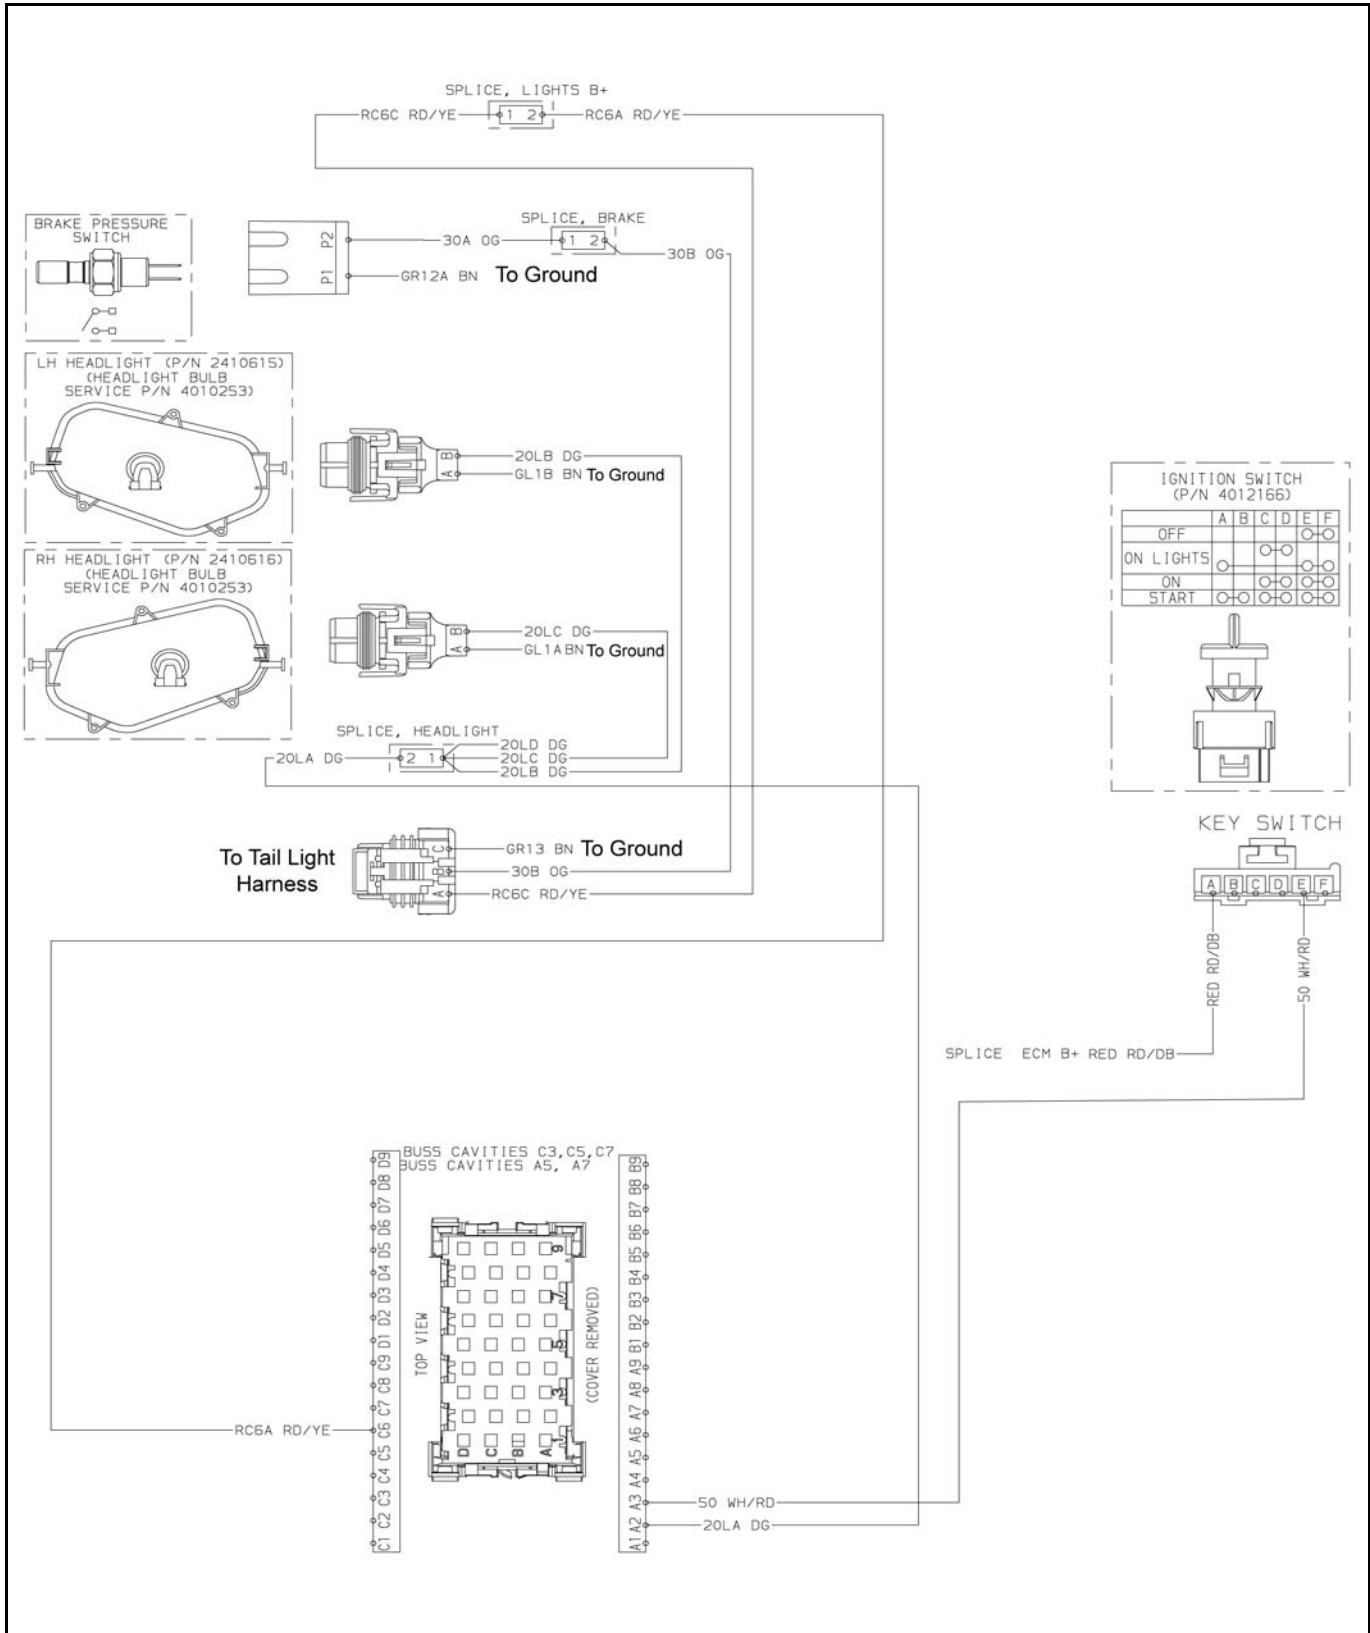 SPLICE, LIGHTS B+
RC6C RD/YE
1 2
RC6A RD/YE
BRAKE PRESSURE
SWITCH
P2
P1
SPLICE, BRAKE
30A OG
1 2
30B OG
GR12A BN To Ground
LH HEADLIGHT (P/N 2410615)
(HEADLIGHT BULB
SERVICE P/N 4010253)
B
A
20LB DG
GL1B BN To Ground
RH HEADLIGHT (P/N 2410616)
(HEADLIGHT BULB
SERVICE P/N 4010253)
B
A
20LC DG
GL1A BN To Ground
SPLICE, HEADLIGHT
20LA DG
2 1
20LD DG
20LC DG
20LB DG
To Tail Light
Harness
C
B
A
GR13 BN To Ground
30B OG
RC6C RD/YE
IGNITION SWITCH
(P/N 4012166)
A B C D E F
OFF
ON LIGHTS
ON
START
KEY SWITCH
A B C D E F
RED RD/DB
50 WH/RD
SPLICE ECM B+ RED RD/DB
BUSS CAVITIES C3,C5,C7
BUSS CAVITIES A5, A7
D9
D8
D7
D6
D5
D4
D3
D2
D1
C9
C8
C7
C6
C5
C4
C3
C2
C1
RC6A RD/YE
TOP VIEW
9
7
5
3
1
D C B A
(COVER REMOVED)
B9
B8
B7
B6
B5
B4
B3
B2
B1
A9
A8
A7
A6
A5
A4
A3
A2
A1
50 WH/RD
20LA DG